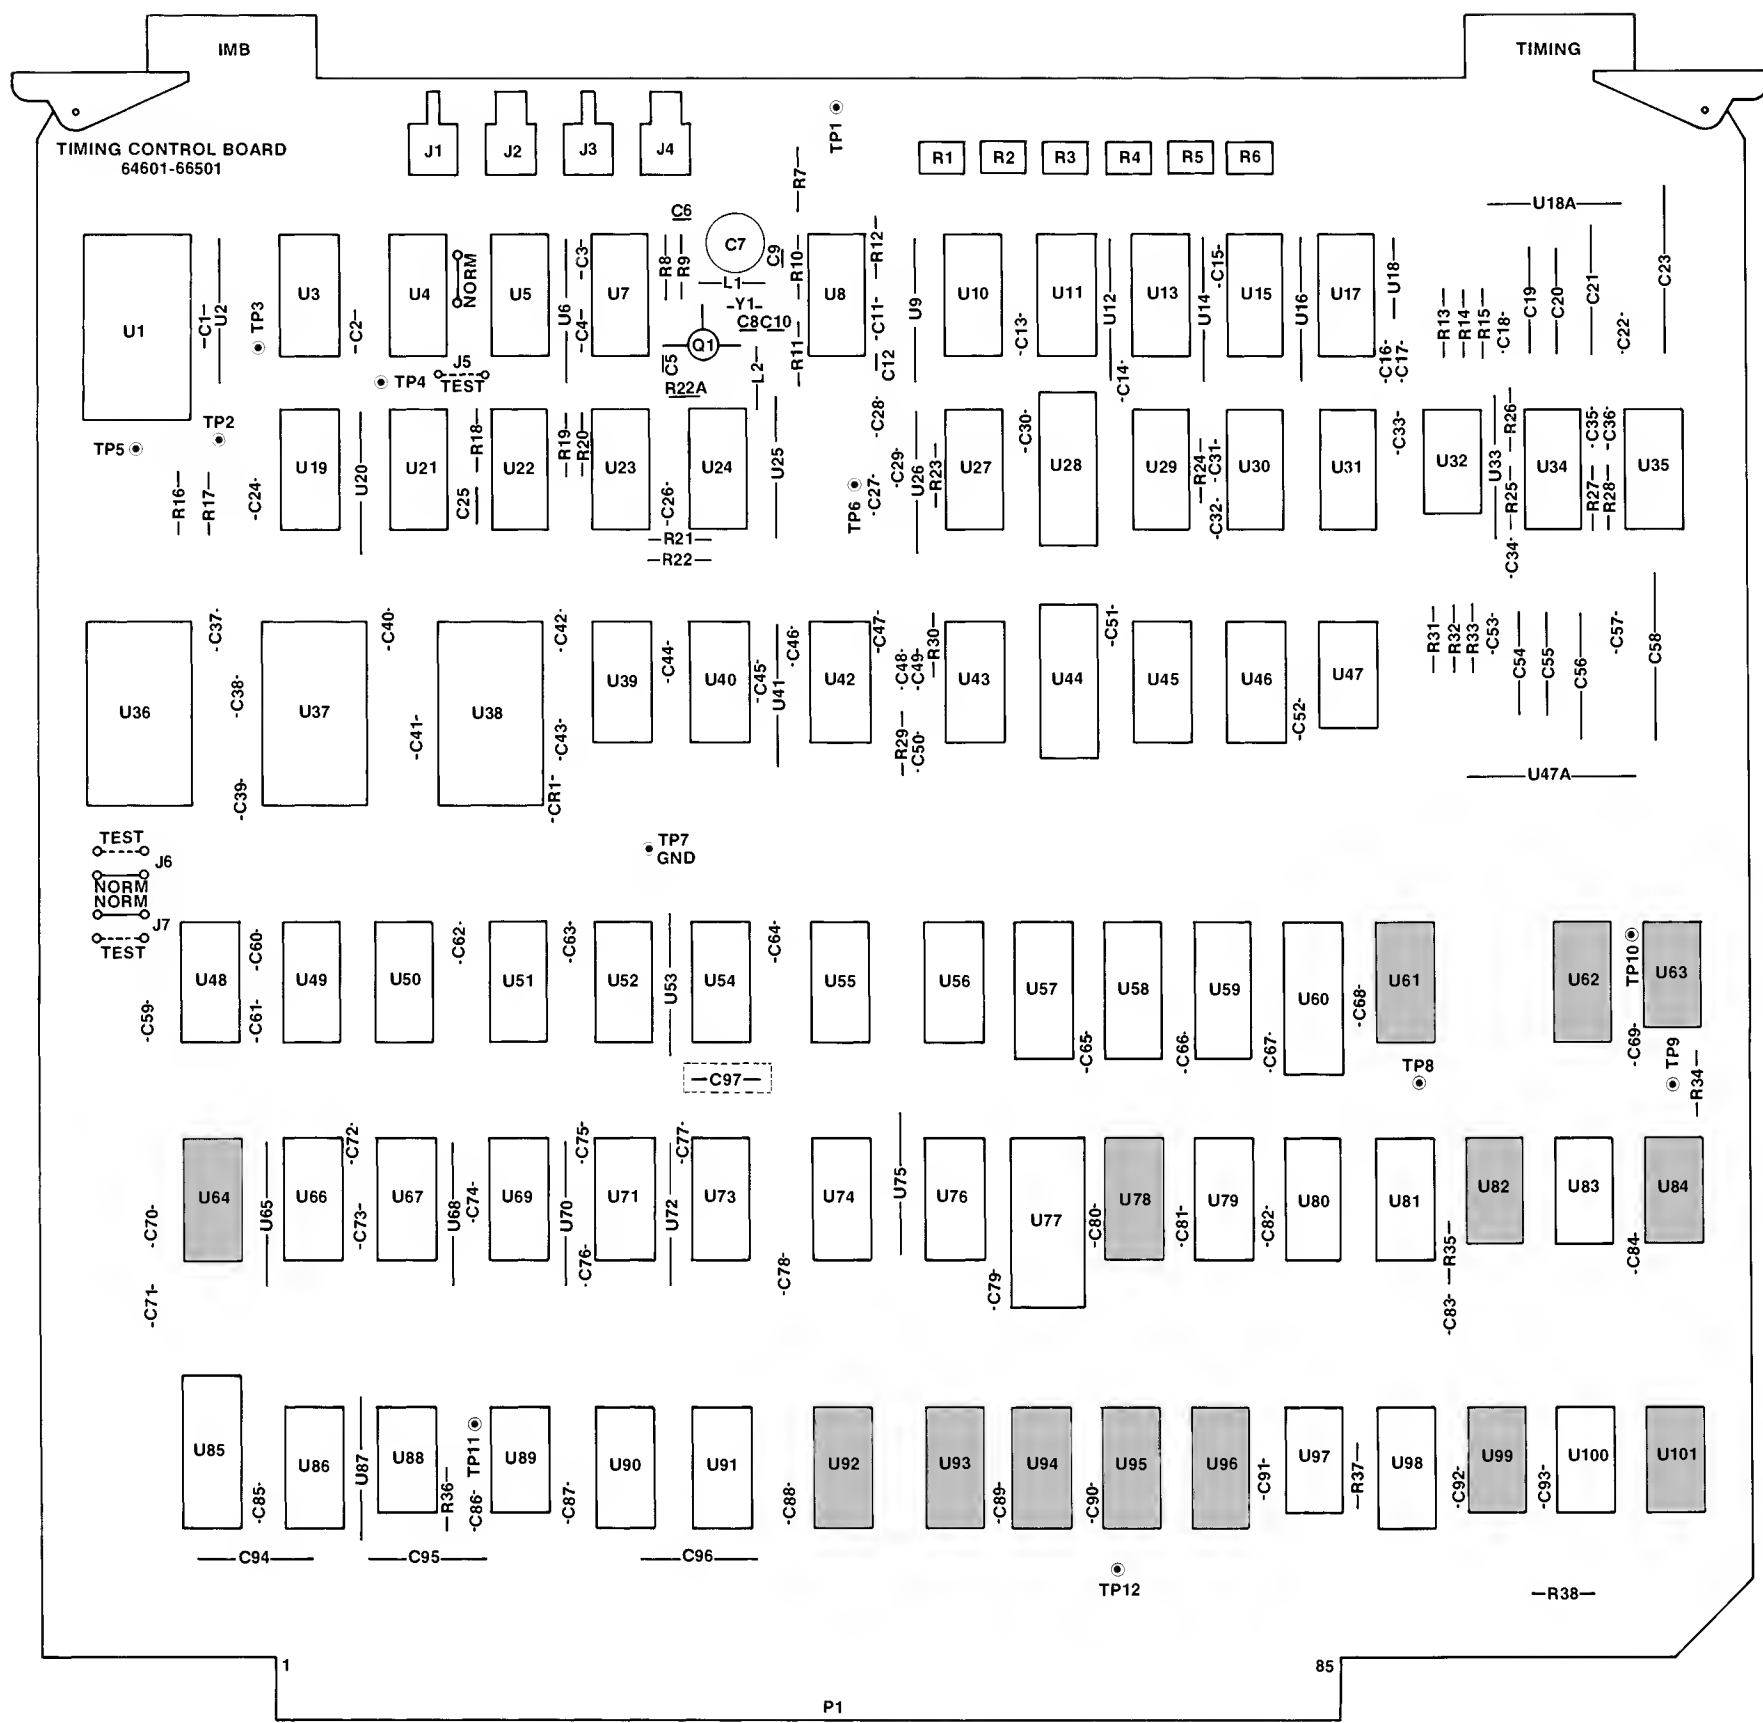 IMB
TIMING
TIMING CONTROL BOARD
64601-66501
J1
J2
J3
J4
TP1
R1
R2
R3
R4
R5
R6
R7
C6
U18A
U1
C1
U2
TP3
U3
C2
U4
NORM
U5
U6
C3
C4
U7
R8
R9
C7
L1
Y1
C8
C10
C9
R10
R11
Q1
C5
R22A
L2
U8
R12
C11
C12
U9
U10
C13
U11
U12
C14
U13
U14
C15
U15
U16
U17
U18
C16
C17
R13
R14
R15
C18
C19
C20
C21
C22
C23
J5
TEST
TP4
TP2
TP5
R16
R17
C24
U19
U20
U21
R18
C25
U22
R19
R20
U23
C26
U24
R21
R22
U25
TP6
C27
C28
C29
U26
R23
U27
C30
U28
U29
R24
C31
C32
U30
U31
C33
U32
U33
R26
R25
C34
U34
C35
C36
R27
R28
U35
U36
C37
C38
C39
U37
C40
C41
U38
C42
C43
CR1
U39
C44
U40
C45
U41
C46
U42
C47
C48
C49
R30
R29
C50
U43
U44
C51
U45
U46
C52
U47
R31
R32
R33
C53
C54
C55
C56
C57
C58
U47A
TEST
J6
NORM
NORM
J7
TEST
TP7
GND
C59
U48
C60
C61
U49
U50
C62
U51
C63
U52
U53
U54
C64
U55
U56
U57
C65
U58
C66
U59
C67
U60
C68
U61
U62
TP10
C69
U63
C97
TP8
TP9
R34
C70
C71
U64
U65
U66
C72
C73
U67
U68
C74
U69
U70
C75
C76
U71
U72
C77
U73
C78
U74
U75
U76
C79
U77
C80
U78
C81
U79
C82
U80
U81
R35
C83
U82
U83
C84
U84
U85
C85
U86
U87
U88
R36
TP11
C86
U89
C87
U90
U91
C88
U92
U93
C89
U94
C90
U95
U96
C91
U97
R37
U98
C92
U99
C93
U100
U101
C94
C95
C96
TP12
R38
1
85
P1